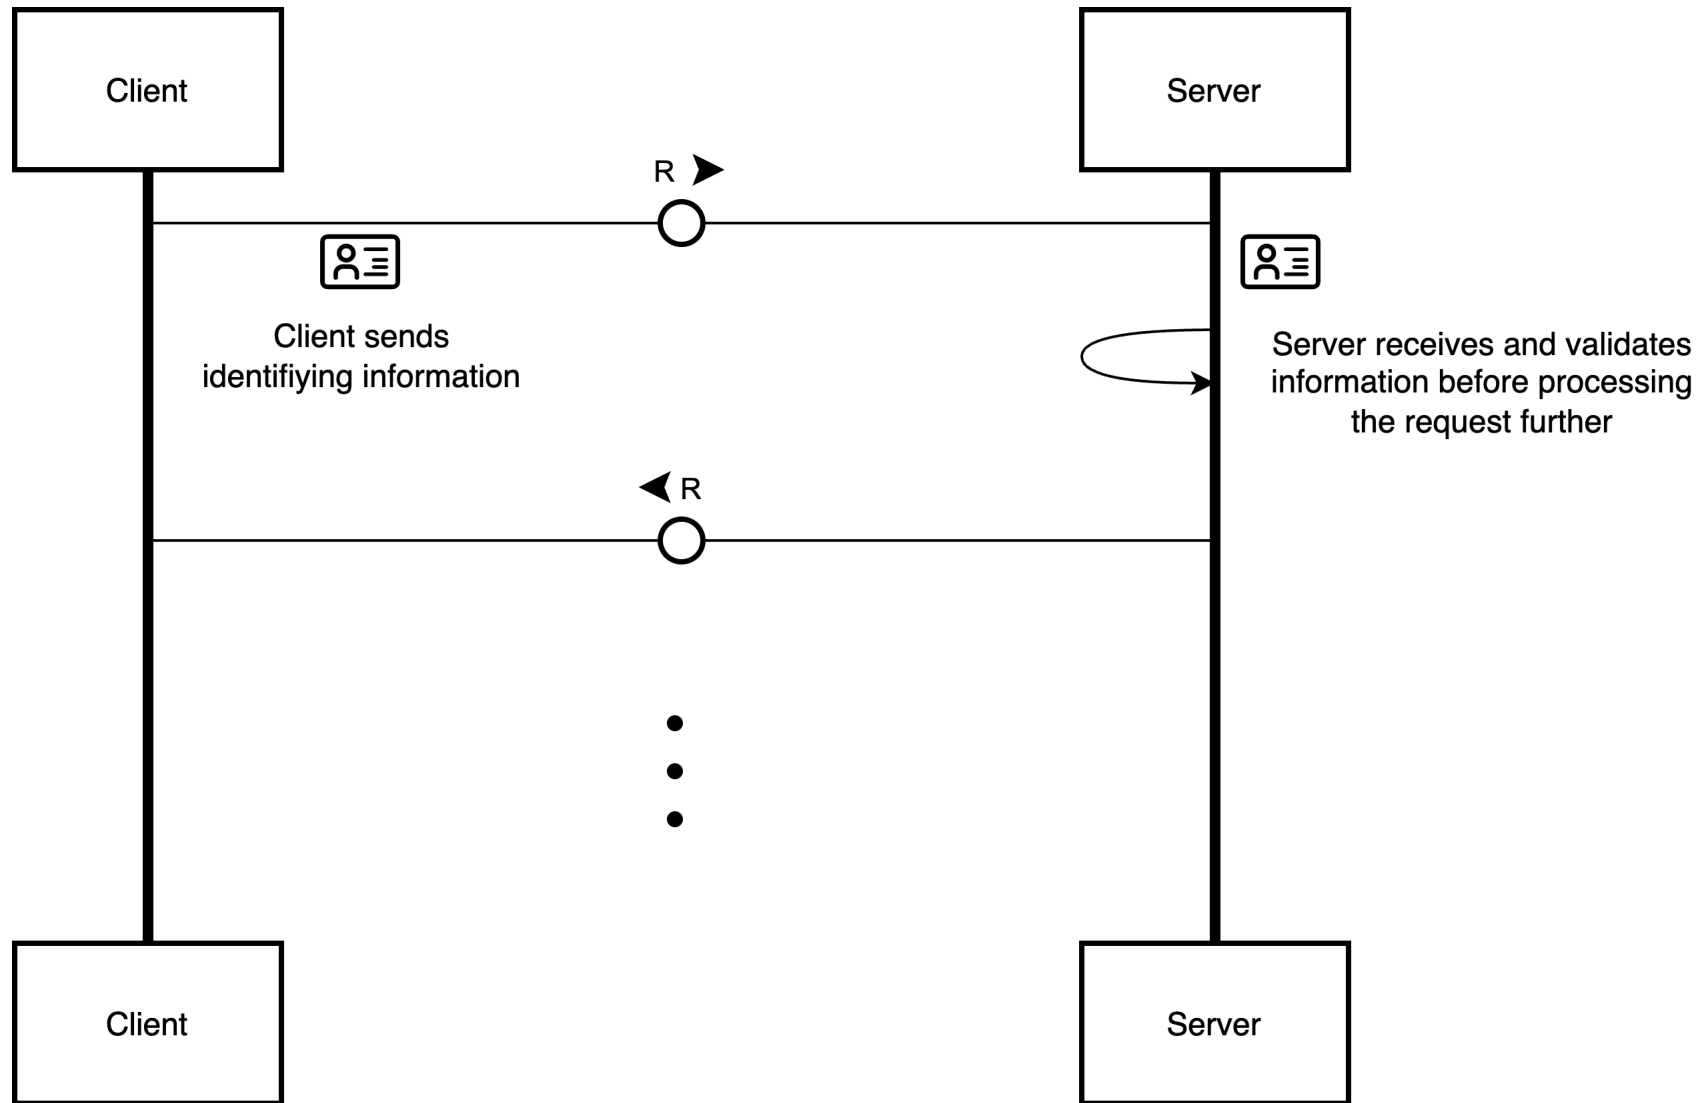 Client
Server
R
Client sends
identifiying information
Server receives and validates
information before processing
the request further
R
Client
Server